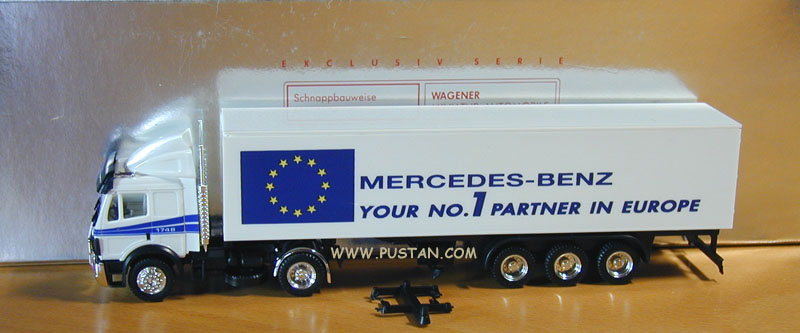 EXCLUSIV SERIE
Schnappbauweise
WAGENER
MERCEDES-BENZ
YOUR NO.1 PARTNER IN EUROPE
1748
WWW.PUSTAN.COM